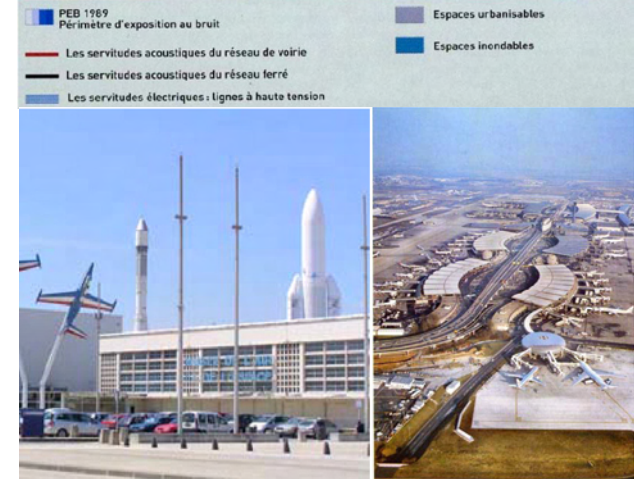 PEB 1989
Périmètre d'exposition au bruit
Les servitudes acoustiques du réseau de voirie
Les servitudes acoustiques du réseau ferré
Les servitudes électriques : lignes à haute tension
Espaces urbanisables
Espaces inondables